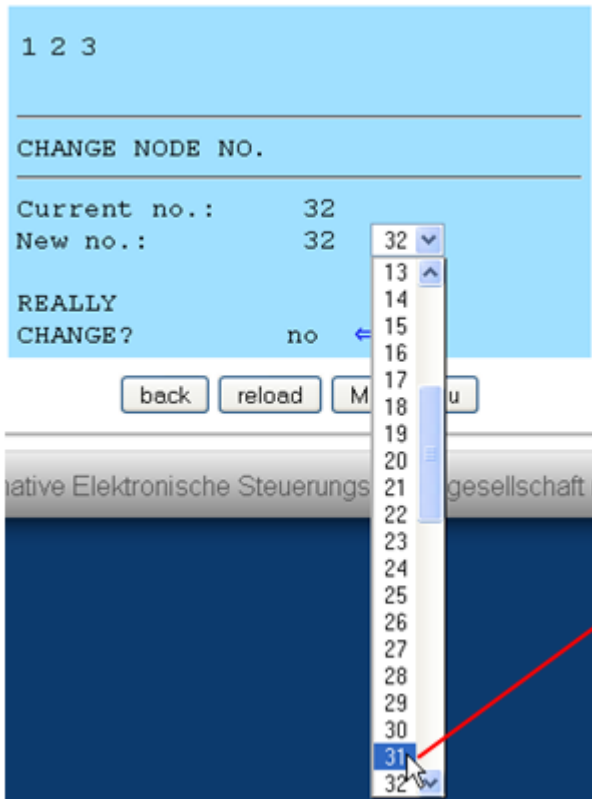 1 2 3
CHANGE NODE NO.
Current no.: 32
New no.: 32 32
REALLY
CHANGE? no ⇐
13
14
15
16
17
18
19
20
21
22
23
24
25
26
27
28
29
30
31
32
back reload
Elektronische gesellschaft